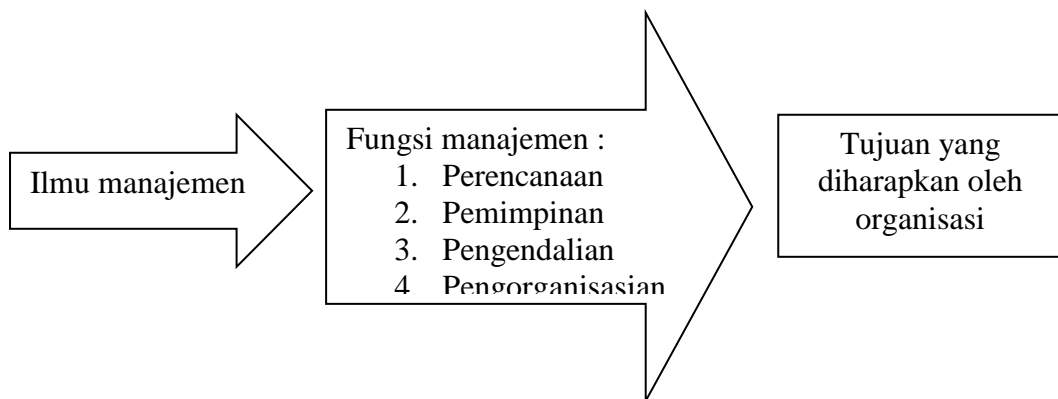 Ilmu manajemen
Fungsi manajemen :
1. Perencanaan
2. Pemimpinan
3. Pengendalian
4. Pengorganisasian
Tujuan yang
diharapkan oleh
organisasi